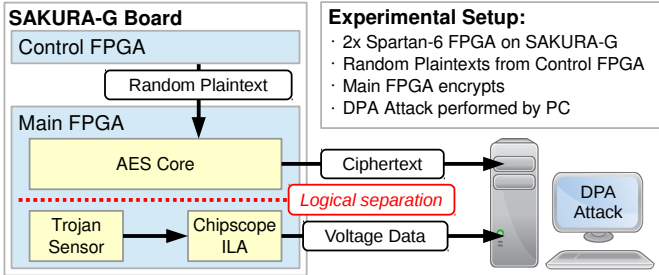 SAKURA-G Board
Control FPGA
Random Plaintext
Main FPGA
AES Core
Ciphertext
Logical separation
Trojan
Sensor
Chipscope
ILA
Voltage Data
DPA
Attack
Experimental Setup:
· 2x Spartan-6 FPGA on SAKURA-G
· Random Plaintexts from Control FPGA
· Main FPGA encrypts
· DPA Attack performed by PC